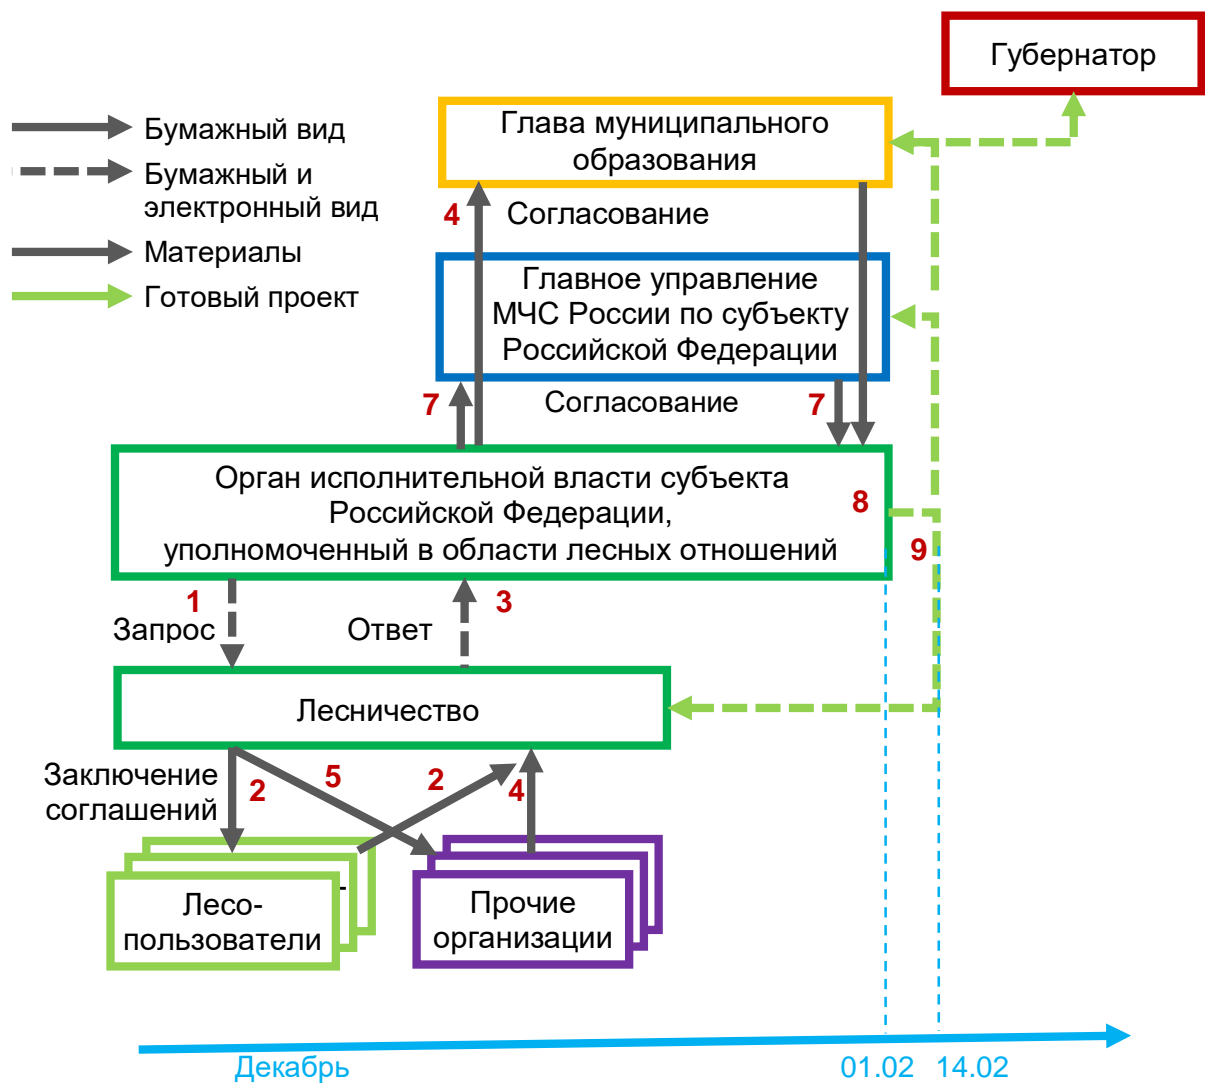 Губернатор
Бумажный вид
Бумажный и
электронный вид
Материалы
Готовый проект
Глава муниципального
образования
4
Согласование
Главное управление
МЧС России по субъекту
Российской Федерации
7
Согласование
7
Орган исполнительной власти субъекта
Российской Федерации,
уполномоченный в области лесных отношений
8
9
1
Запрос
Ответ
3
Лесничество
Заключение
соглашений
2
5
2
4
Лесо-
пользователи
-
Прочие
организации
Декабрь
01.02
14.02